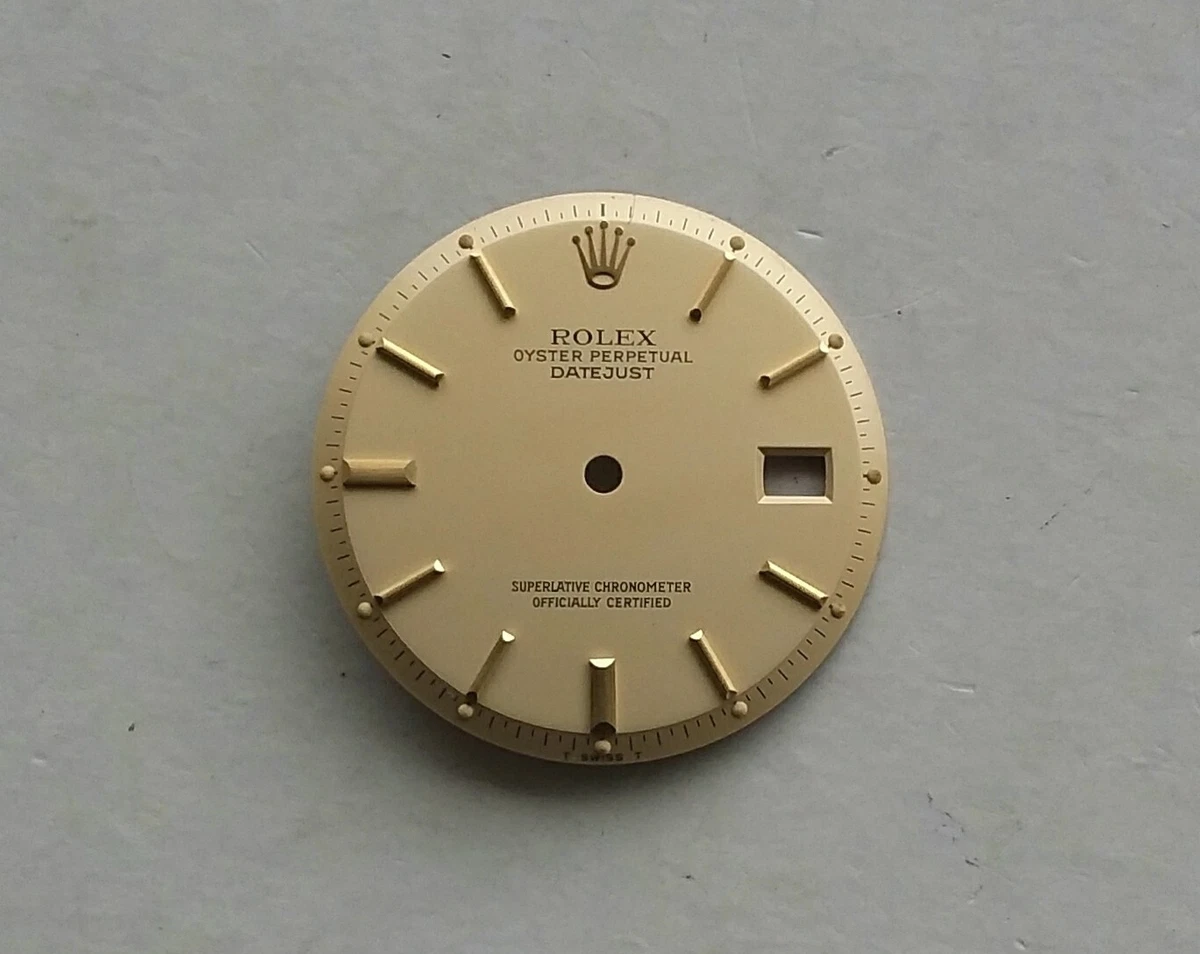 ROLEX
OYSTER PERPETUAL
DATEJUST
SUPERLATIVE CHRONOMETER
OFFICIALLY CERTIFIED
T SWISS T